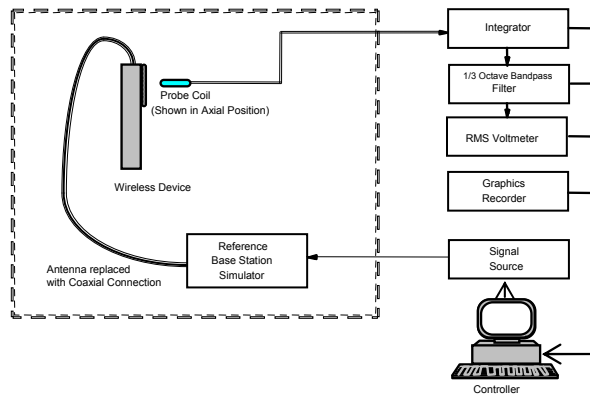 Integrator
1/3 Octave Bandpass
Filter
RMS Voltmeter
Graphics
Recorder
Probe Coil
(Shown in Axial Position)
Wireless Device
Reference
Base Station
Simulator
Antenna replaced
with Coaxial Connection
Signal
Source
Controller